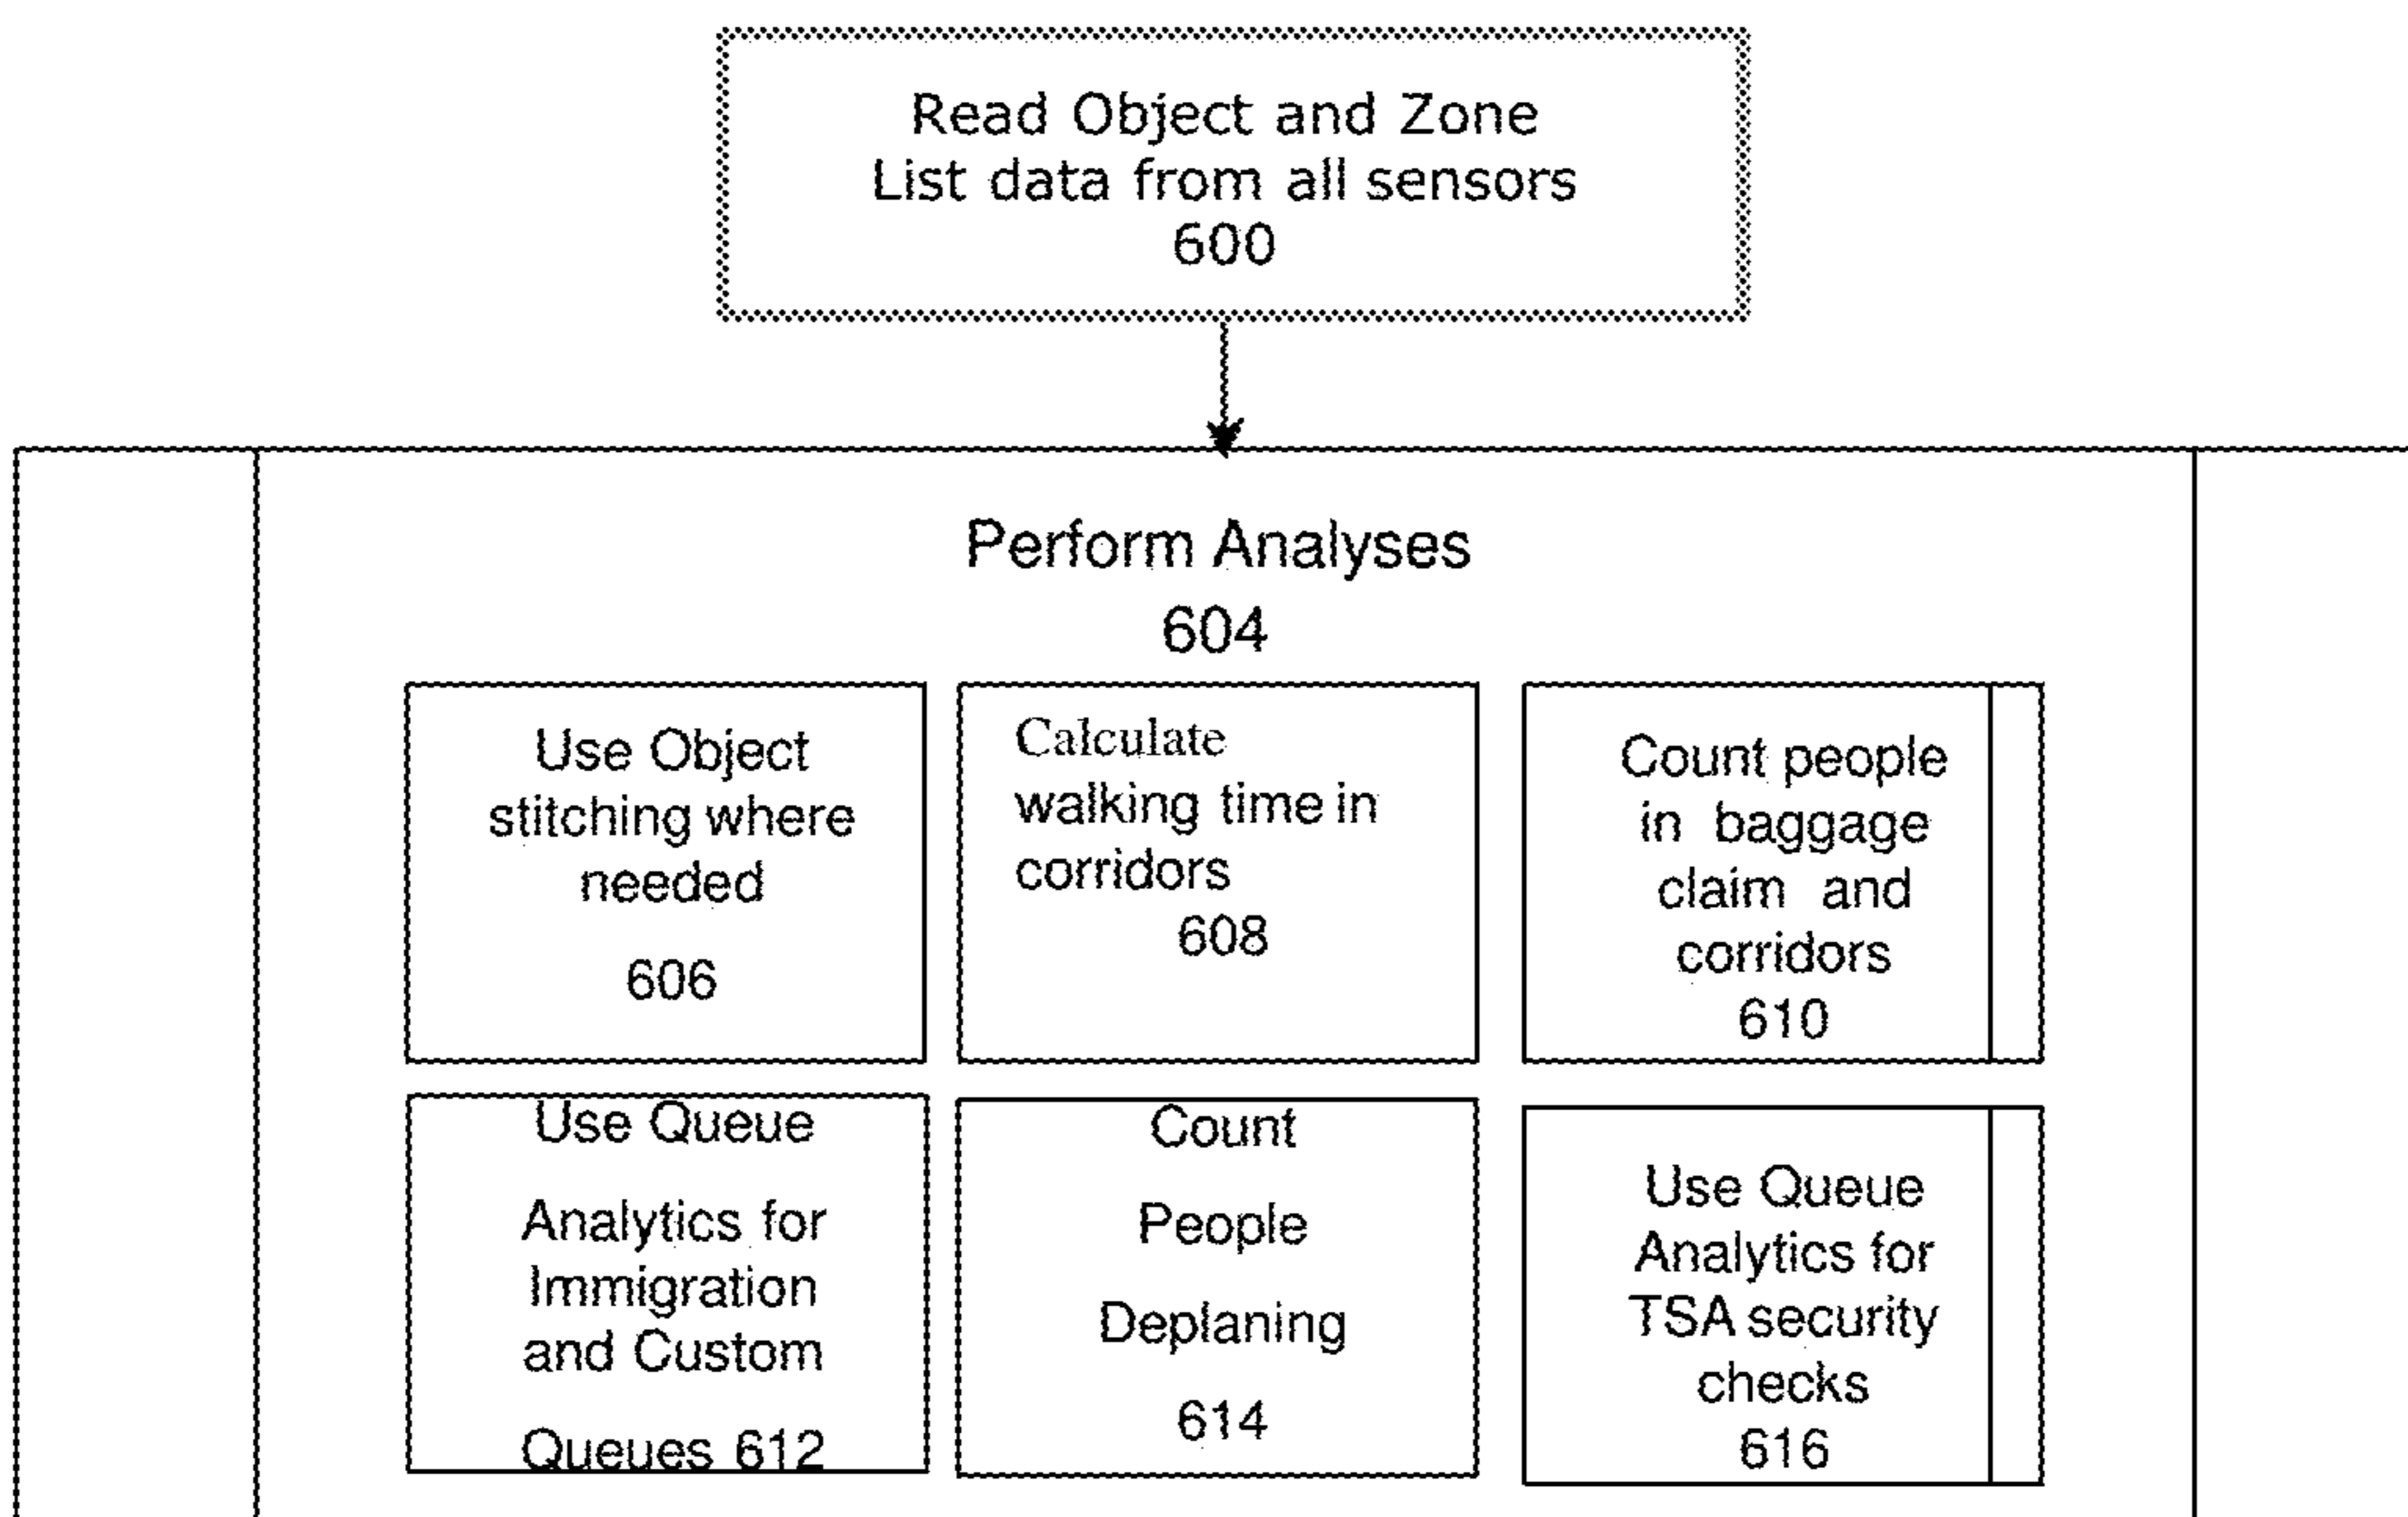 Read Object and Zone
List data from all sensors
600
Perform Analyses
604
Use Object
stitching where
needed
606
Calculate
walking time in
corridors
608
Count people
in baggage
claim and
corridors
610
Use Queue
Analytics for
Immigration
and Custom
Queues 612
Count
People
Deplaning
614
Use Queue
Analytics for
TSA security
checks
616